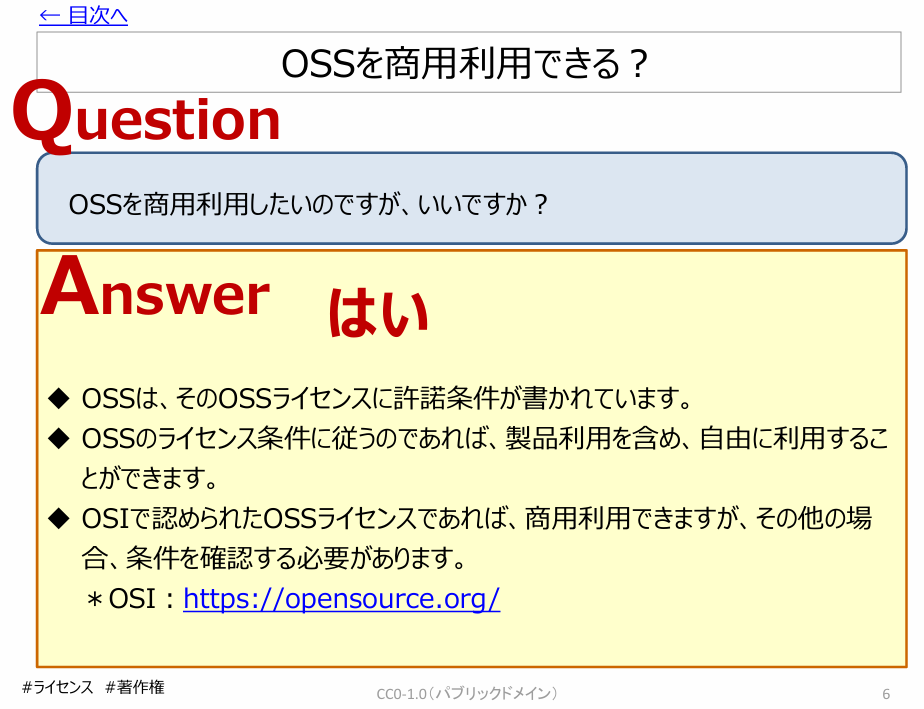 ← 目次へ
OSSを商用利用できる？
Question
OSSを商用利用したいのですが、いいですか？
Answer はい
◆ OSSは、そのOSSライセンスに許諾条件が書かれています。
◆ OSSのライセンス条件に従うのであれば、製品利用を含め、自由に利用するこ
とができます。
◆ OSIで認められたOSSライセンスであれば、商用利用できますが、その他の場
合、条件を確認する必要があります。
＊OSI：https://opensource.org/
#ライセンス #著作権
CC0-1.0（パブリックドメイン）
6